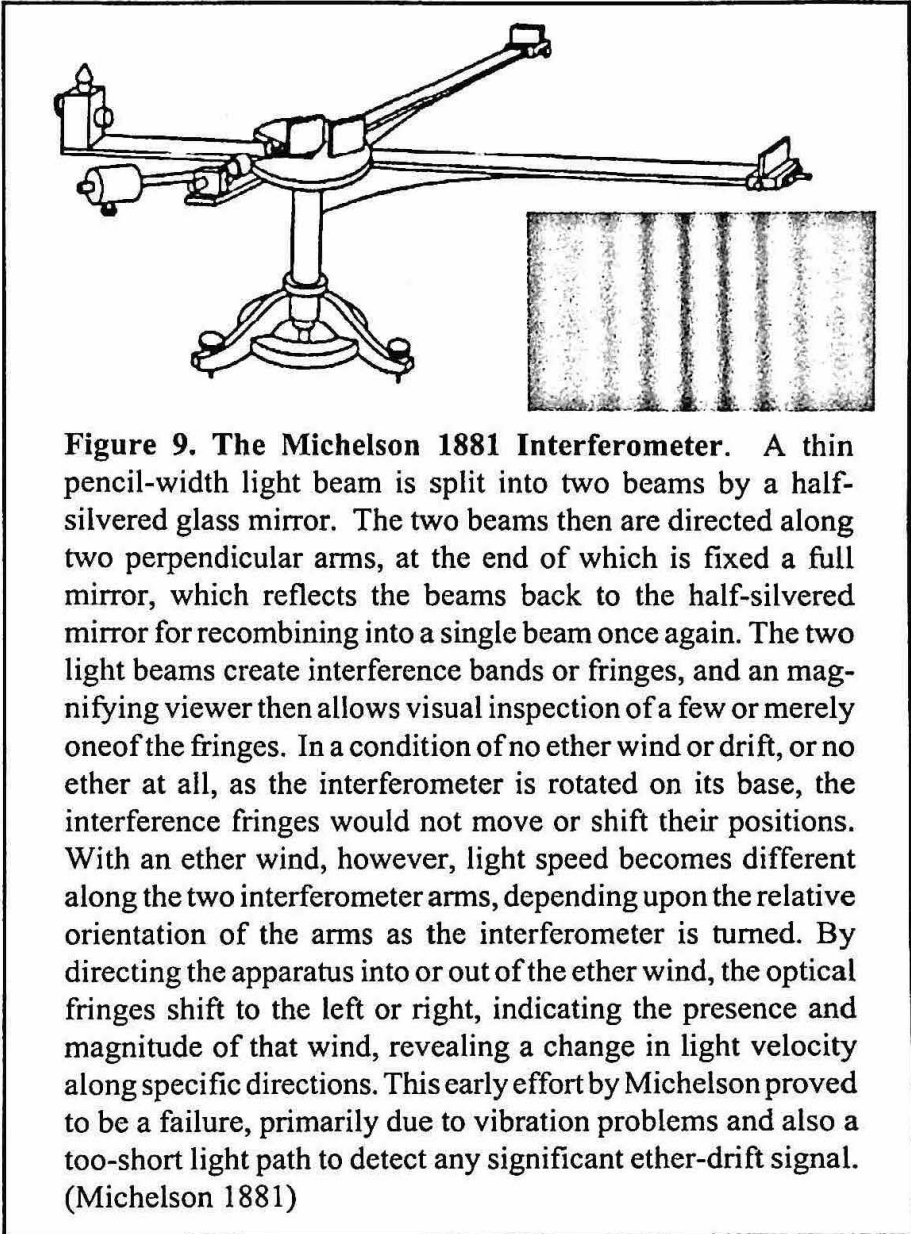 Figure 9. The Michelson 1881 Interferometer. A thin
pencil-width light beam is split into two beams by a half-
silvered glass mirror. The two beams then are directed along
two perpendicular arms, at the end of which is fixed a full
mirror, which reflects the beams back to the half-silvered
mirror for recombining into a single beam once again. The two
light beams create interference bands or fringes, and an mag-
nifying viewer then allows visual inspection of a few or merely
oneof the fringes. In a condition of no ether wind or drift, or no
ether at all, as the interferometer is rotated on its base, the
interference fringes would not move or shift their positions.
With an ether wind, however, light speed becomes different
along the two interferometer arms, depending upon the relative
orientation of the arms as the interferometer is turned. By
directing the apparatus into or out of the ether wind, the optical
fringes shift to the left or right, indicating the presence and
magnitude of that wind, revealing a change in light velocity
along specific directions. This early effort by Michelson proved
to be a failure, primarily due to vibration problems and also a
too-short light path to detect any significant ether-drift signal.
(Michelson 1881)